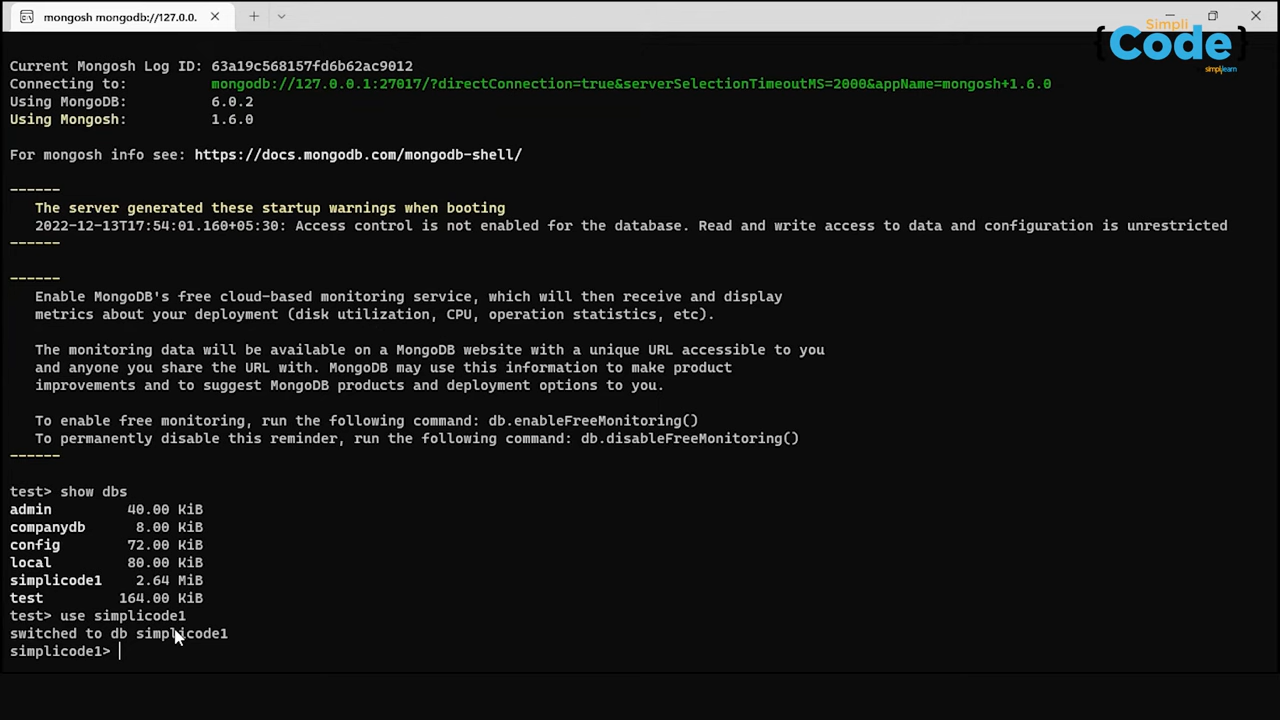 mongosh mongodb://127.0.0.
Simpli
{Code}
simplilearn
Current Mongosh Log ID: 63a19c568157fd6b62ac9012
Connecting to: mongodb://127.0.0.1:27017/?directConnection=true&serverSelectionTimeoutMS=2000&appName=mongosh+1.6.0
Using MongoDB: 6.0.2
Using Mongosh: 1.6.0
For mongosh info see: https://docs.mongodb.com/mongodb-shell/
------
The server generated these startup warnings when booting
2022-12-13T17:54:01.160+05:30: Access control is not enabled for the database. Read and write access to data and configuration is unrestricted
------
------
Enable MongoDB's free cloud-based monitoring service, which will then receive and display
metrics about your deployment (disk utilization, CPU, operation statistics, etc).
The monitoring data will be available on a MongoDB website with a unique URL accessible to you
and anyone you share the URL with. MongoDB may use this information to make product
improvements and to suggest MongoDB products and deployment options to you.
To enable free monitoring, run the following command: db.enableFreeMonitoring()
To permanently disable this reminder, run the following command: db.disableFreeMonitoring()
------
test> show dbs
admin 40.00 KiB
companydb 8.00 KiB
config 72.00 KiB
local 80.00 KiB
simplicode1 2.64 MiB
test 164.00 KiB
test> use simplicode1
switched to db simplicode1
simplicode1>